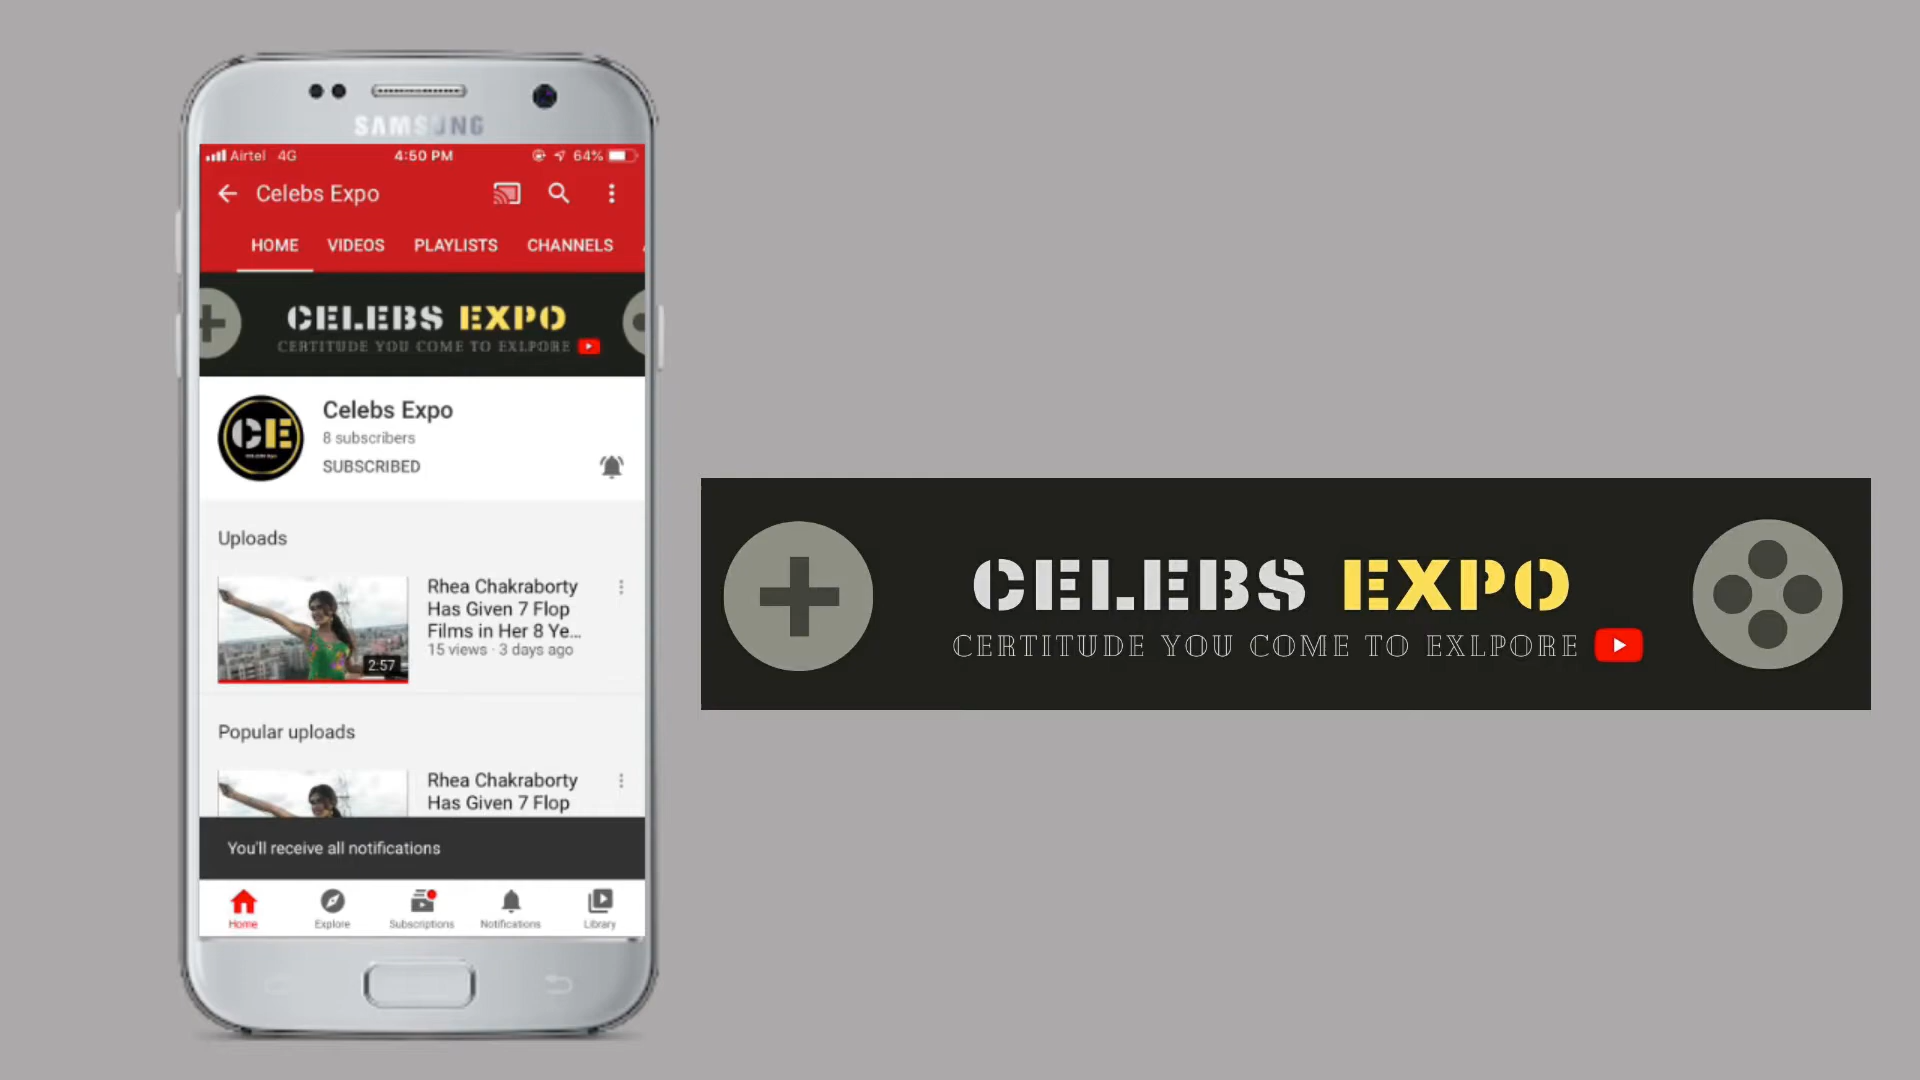 SAMSUNG
Airtel 4G 4:50 PM 64%
Celebs Expo
HOME VIDEOS PLAYLISTS CHANNELS
CELEBS EXPO
CERTITUDE YOU COME TO EXLPORE
CE
Celebs Expo
8 subscribers
SUBSCRIBED
Uploads
Rhea Chakraborty
Has Given 7 Flop
Films in Her 8 Ye...
15 views · 3 days ago
2:57
Popular uploads
Rhea Chakraborty
Has Given 7 Flop
You'll receive all notifications
Home Explore Subscriptions Notifications Library
CELEBS EXPO
CERTITUDE YOU COME TO EXLPORE